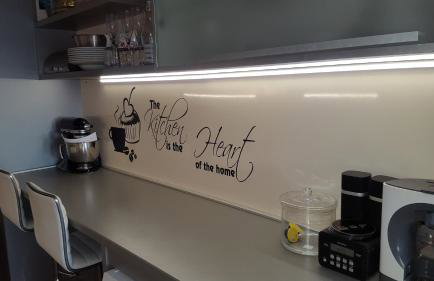 The
Kitchen
is the
Heart
of the home